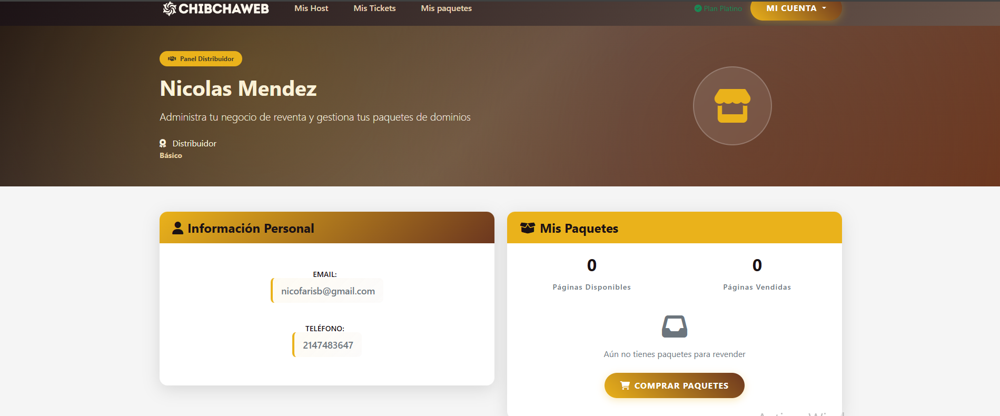 CHIBCHAWEB Mis Host Mis Tickets Mis paquetes Plan Platino MI CUENTA
Panel Distribuidor
Nicolas Mendez
Administra tu negocio de reventa y gestiona tus paquetes de dominios
Distribuidor
Básico
Información Personal
EMAIL:
nicofarisb@gmail.com
TELÉFONO:
2147483647
Mis Paquetes
0
Páginas Disponibles
0
Páginas Vendidas
Aún no tienes paquetes para revender
COMPRAR PAQUETES